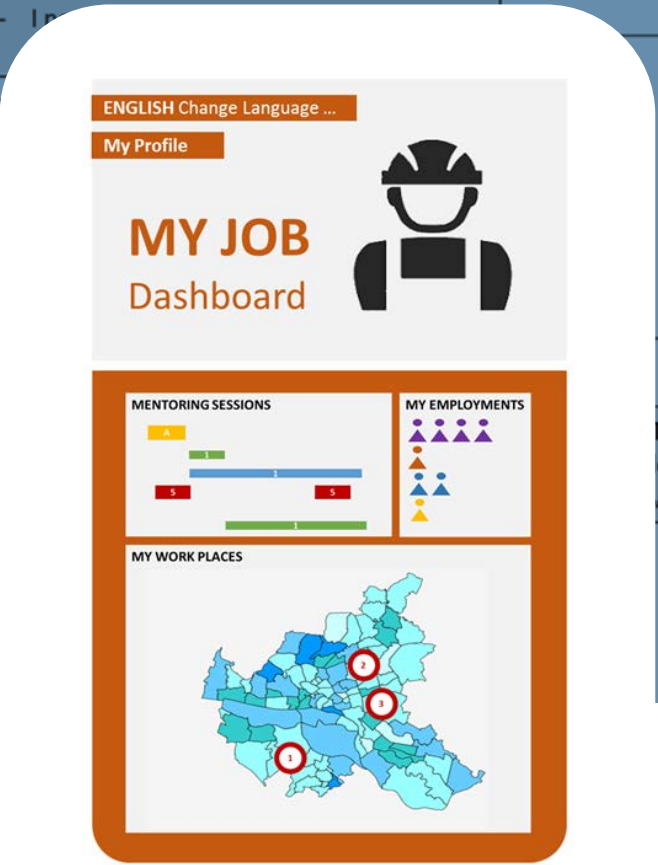 ENGLISH Change Language ...
My Profile
MY JOB
Dashboard
MENTORING SESSIONS
A
1
1
5
5
1
MY EMPLOYMENTS
MY WORK PLACES
2
3
1